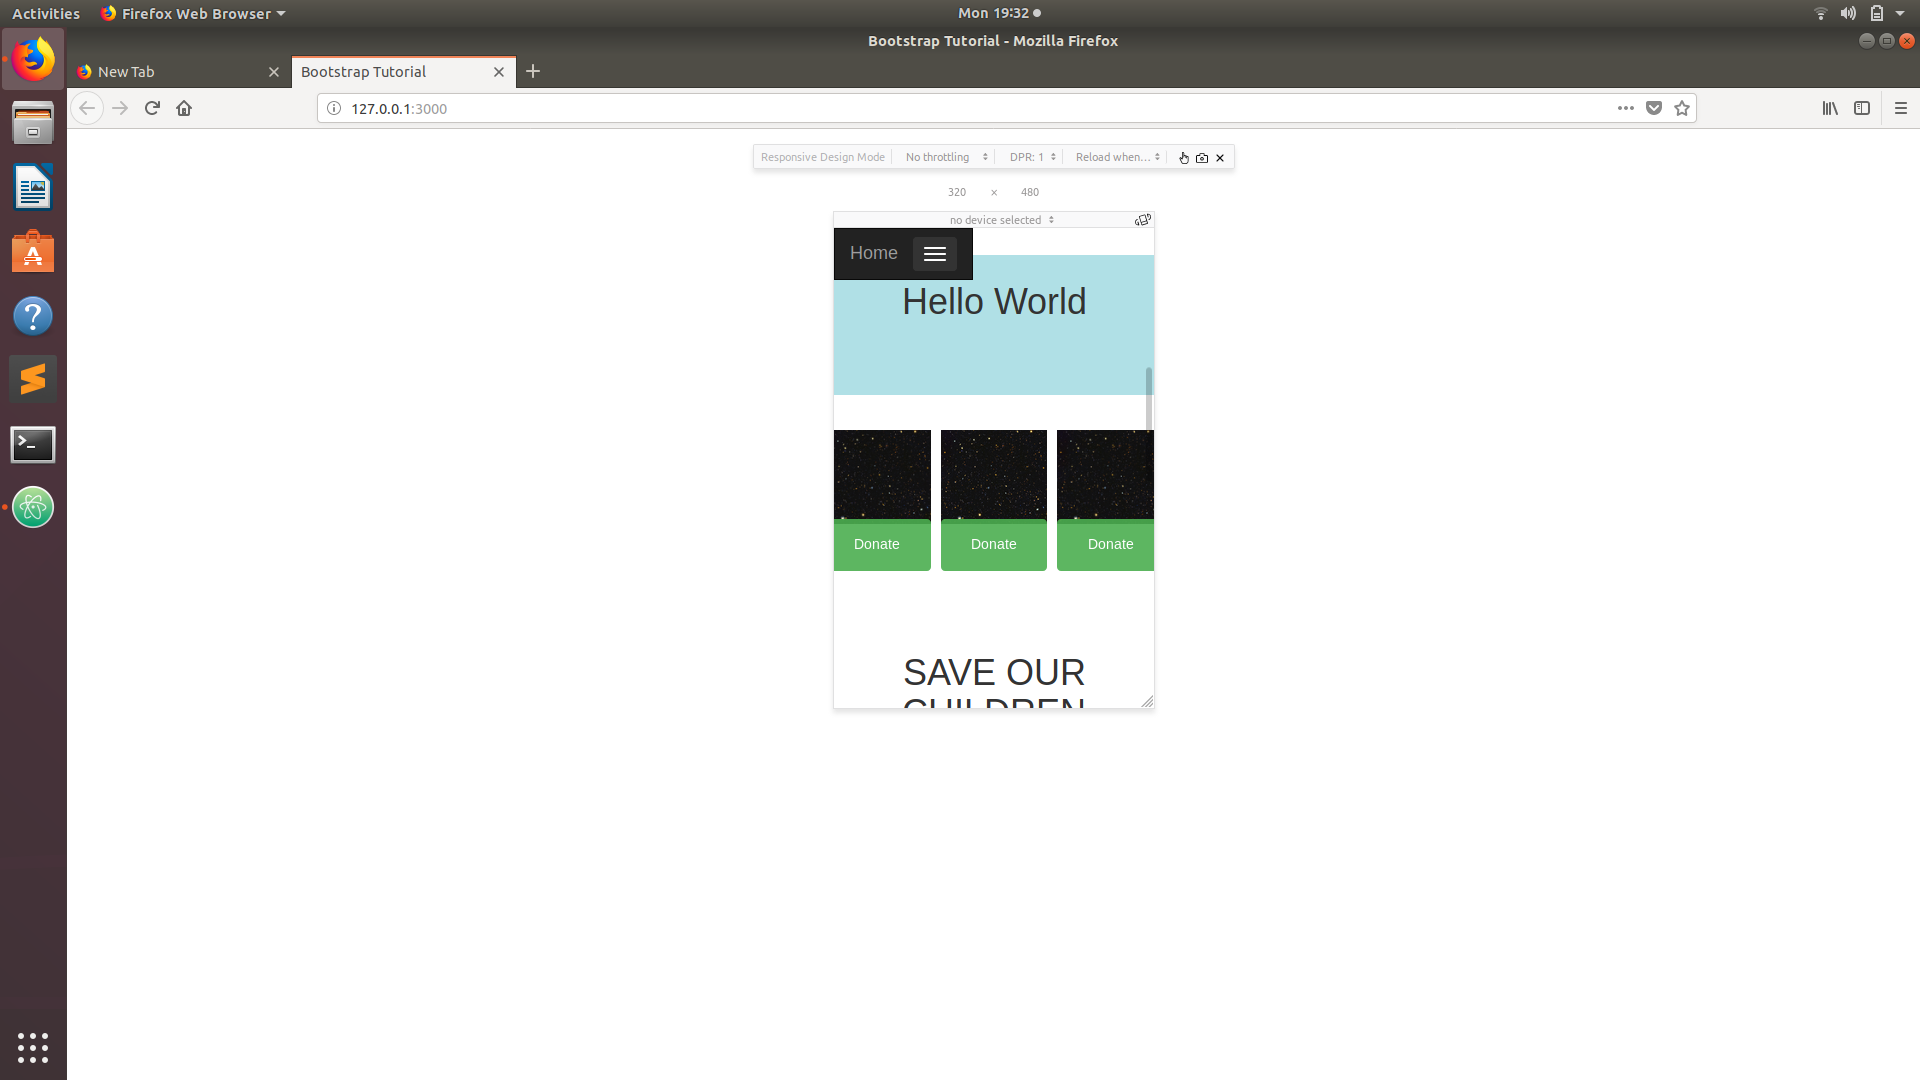 Activities
Firefox Web Browser
Mon 19:32
Bootstrap Tutorial - Mozilla Firefox
New Tab
Bootstrap Tutorial
127.0.0.1:3000
Responsive Design Mode
No throttling
DPR: 1
Reload when...
320 × 480
no device selected
Home
Hello World
Donate
Donate
Donate
SAVE OUR
CHILDREN